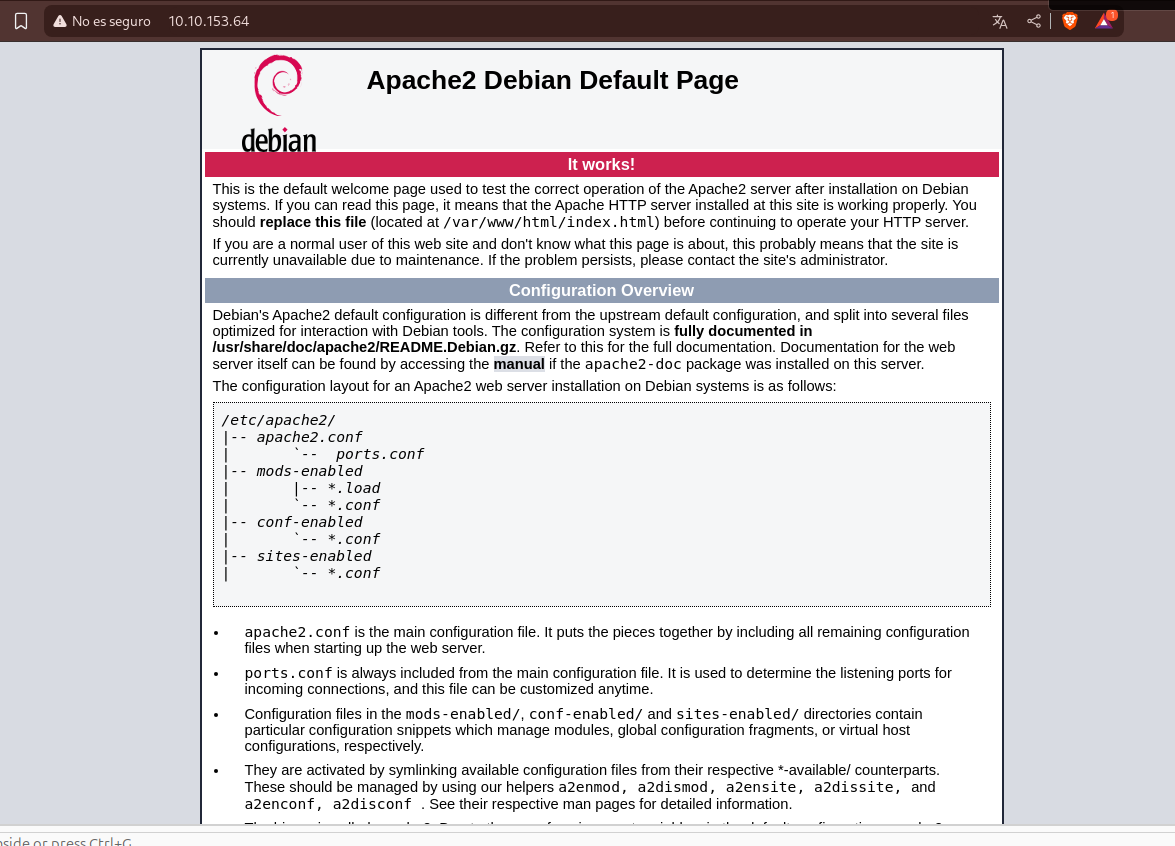 No es seguro 10.10.153.64
1
debian
Apache2 Debian Default Page
It works!
This is the default welcome page used to test the correct operation of the Apache2 server after installation on Debian
systems. If you can read this page, it means that the Apache HTTP server installed at this site is working properly. You
should replace this file (located at /var/www/html/index.html) before continuing to operate your HTTP server.
If you are a normal user of this web site and don't know what this page is about, this probably means that the site is
currently unavailable due to maintenance. If the problem persists, please contact the site's administrator.
Configuration Overview
Debian's Apache2 default configuration is different from the upstream default configuration, and split into several files
optimized for interaction with Debian tools. The configuration system is fully documented in
/usr/share/doc/apache2/README.Debian.gz. Refer to this for the full documentation. Documentation for the web
server itself can be found by accessing the manual if the apache2-doc package was installed on this server.
The configuration layout for an Apache2 web server installation on Debian systems is as follows:
/etc/apache2/
|-- apache2.conf
|       `--  ports.conf
|-- mods-enabled
|       |-- *.load
|       `-- *.conf
|-- conf-enabled
|       `-- *.conf
|-- sites-enabled
|       `-- *.conf
• apache2.conf is the main configuration file. It puts the pieces together by including all remaining configuration
files when starting up the web server.
• ports.conf is always included from the main configuration file. It is used to determine the listening ports for
incoming connections, and this file can be customized anytime.
• Configuration files in the mods-enabled/, conf-enabled/ and sites-enabled/ directories contain
particular configuration snippets which manage modules, global configuration fragments, or virtual host
configurations, respectively.
• They are activated by symlinking available configuration files from their respective *-available/ counterparts.
These should be managed by using our helpers a2enmod, a2dismod, a2ensite, a2dissite, and
a2enconf, a2disconf . See their respective man pages for detailed information.
or press Ctrl+G